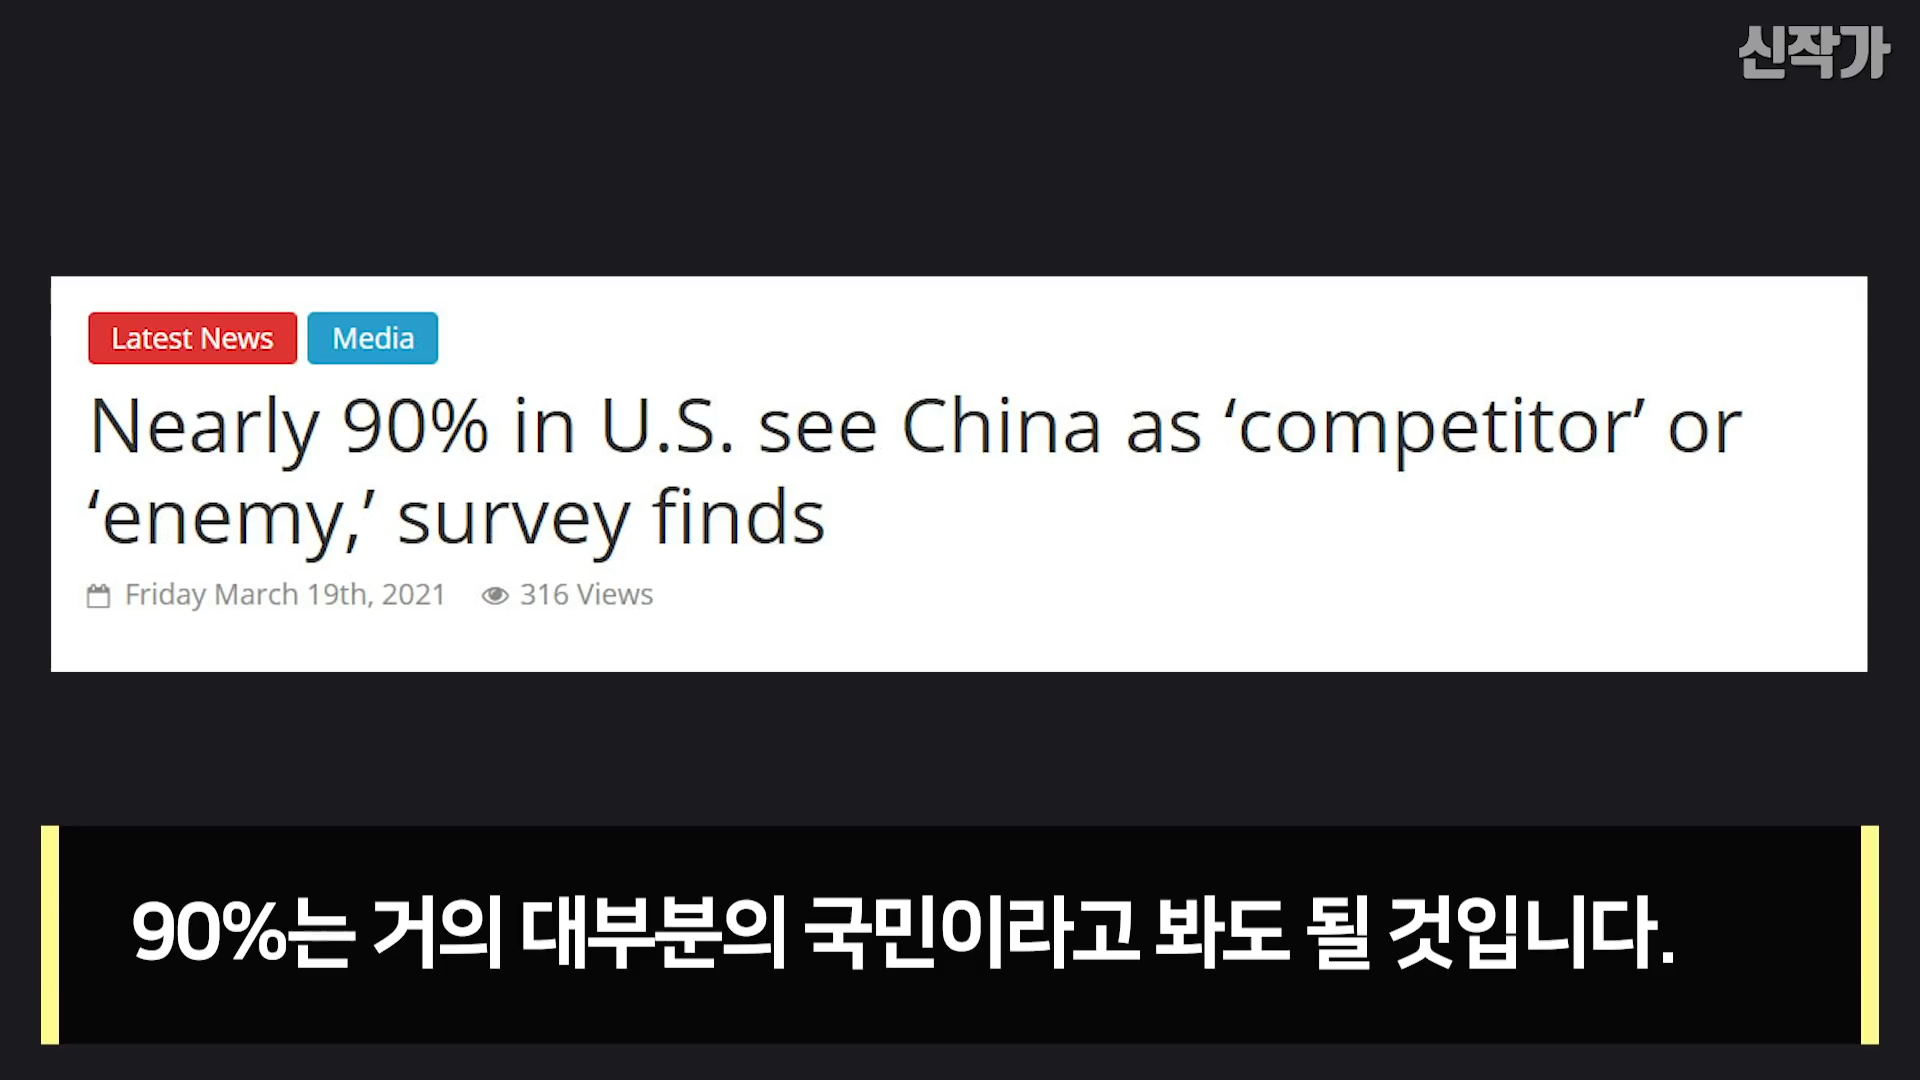 신작가
Latest News Media
Nearly 90% in U.S. see China as ‘competitor’ or
‘enemy,’ survey finds
Friday March 19th, 2021 316 Views
90%는 거의 대부분의 국민이라고 봐도 될 것입니다.